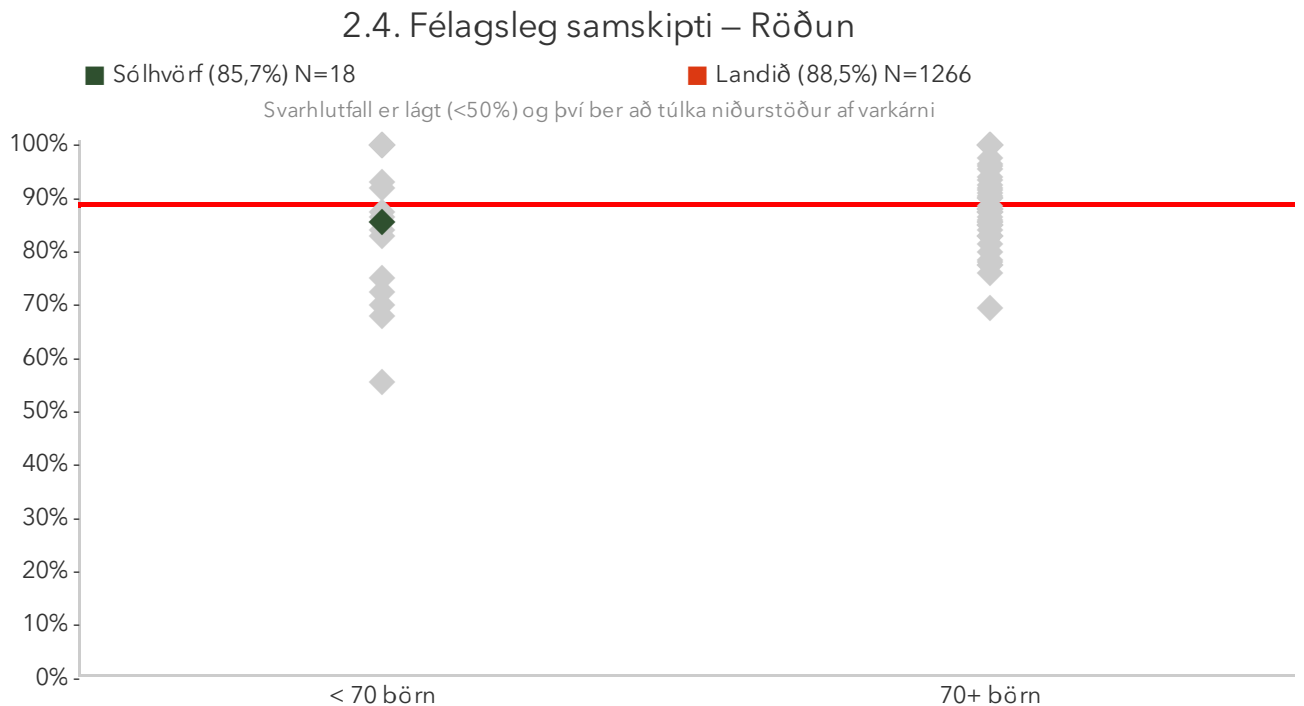 2.4. Félagsleg samskipti – Röðun
Sólhvörf (85,7%) N=18
Landið (88,5%) N=1266
Svarhlutfall er lágt (<50%) og því ber að túlka niðurstöður af varkárni
100%
90%
80%
70%
60%
50%
40%
30%
20%
10%
0%
< 70 börn
70+ börn